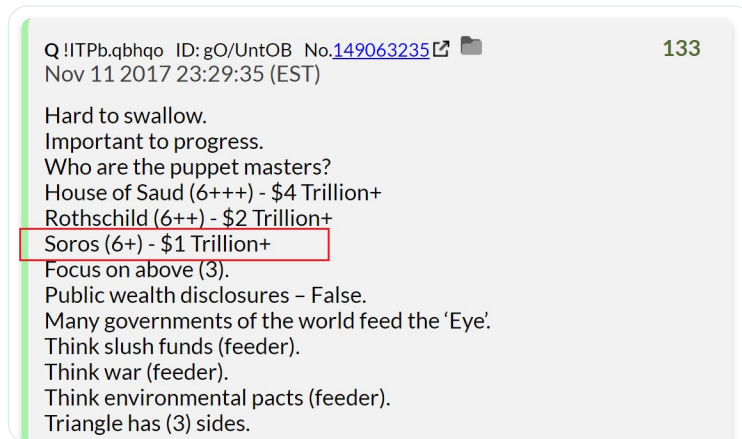 Q !ITPb.qbhqo ID: gO/UntOB No.149063235 133
Nov 11 2017 23:29:35 (EST)
Hard to swallow.
Important to progress.
Who are the puppet masters?
House of Saud (6+++) - $4 Trillion+
Rothschild (6++) - $2 Trillion+
Soros (6+) - $1 Trillion+
Focus on above (3).
Public wealth disclosures – False.
Many governments of the world feed the ‘Eye’.
Think slush funds (feeder).
Think war (feeder).
Think environmental pacts (feeder).
Triangle has (3) sides.